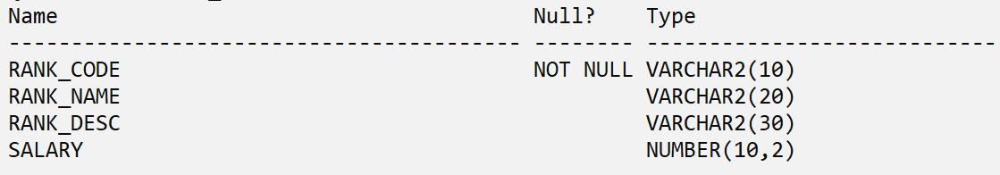 Name Null? Type
----------------------------------------- -------- ----------------------------
RANK_CODE NOT NULL VARCHAR2(10)
RANK_NAME VARCHAR2(20)
RANK_DESC VARCHAR2(30)
SALARY NUMBER(10,2)